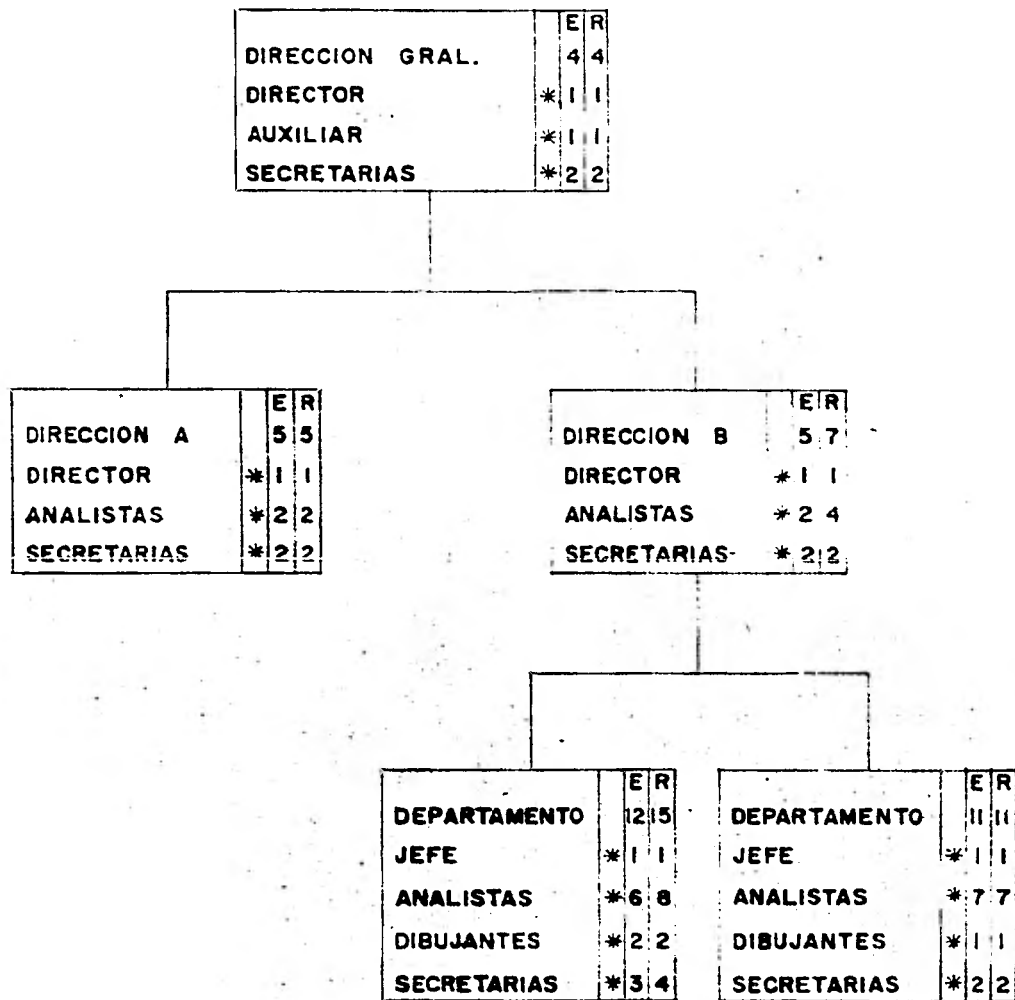 E R
DIRECCION GRAL. 4 4
DIRECTOR * 1 1
AUXILIAR * 1 1
SECRETARIAS * 2 2
E R
DIRECCION A 5 5
DIRECTOR * 1 1
ANALISTAS * 2 2
SECRETARIAS * 2 2
E R
DIRECCION B 5 7
DIRECTOR * 1 1
ANALISTAS * 2 4
SECRETARIAS * 2 2
E R
DEPARTAMENTO 12 15
JEFE * 1 1
ANALISTAS * 6 8
DIBUJANTES * 2 2
SECRETARIAS * 3 4
E R
DEPARTAMENTO 11 11
JEFE * 1 1
ANALISTAS * 7 7
DIBUJANTES * 1 1
SECRETARIAS * 2 2